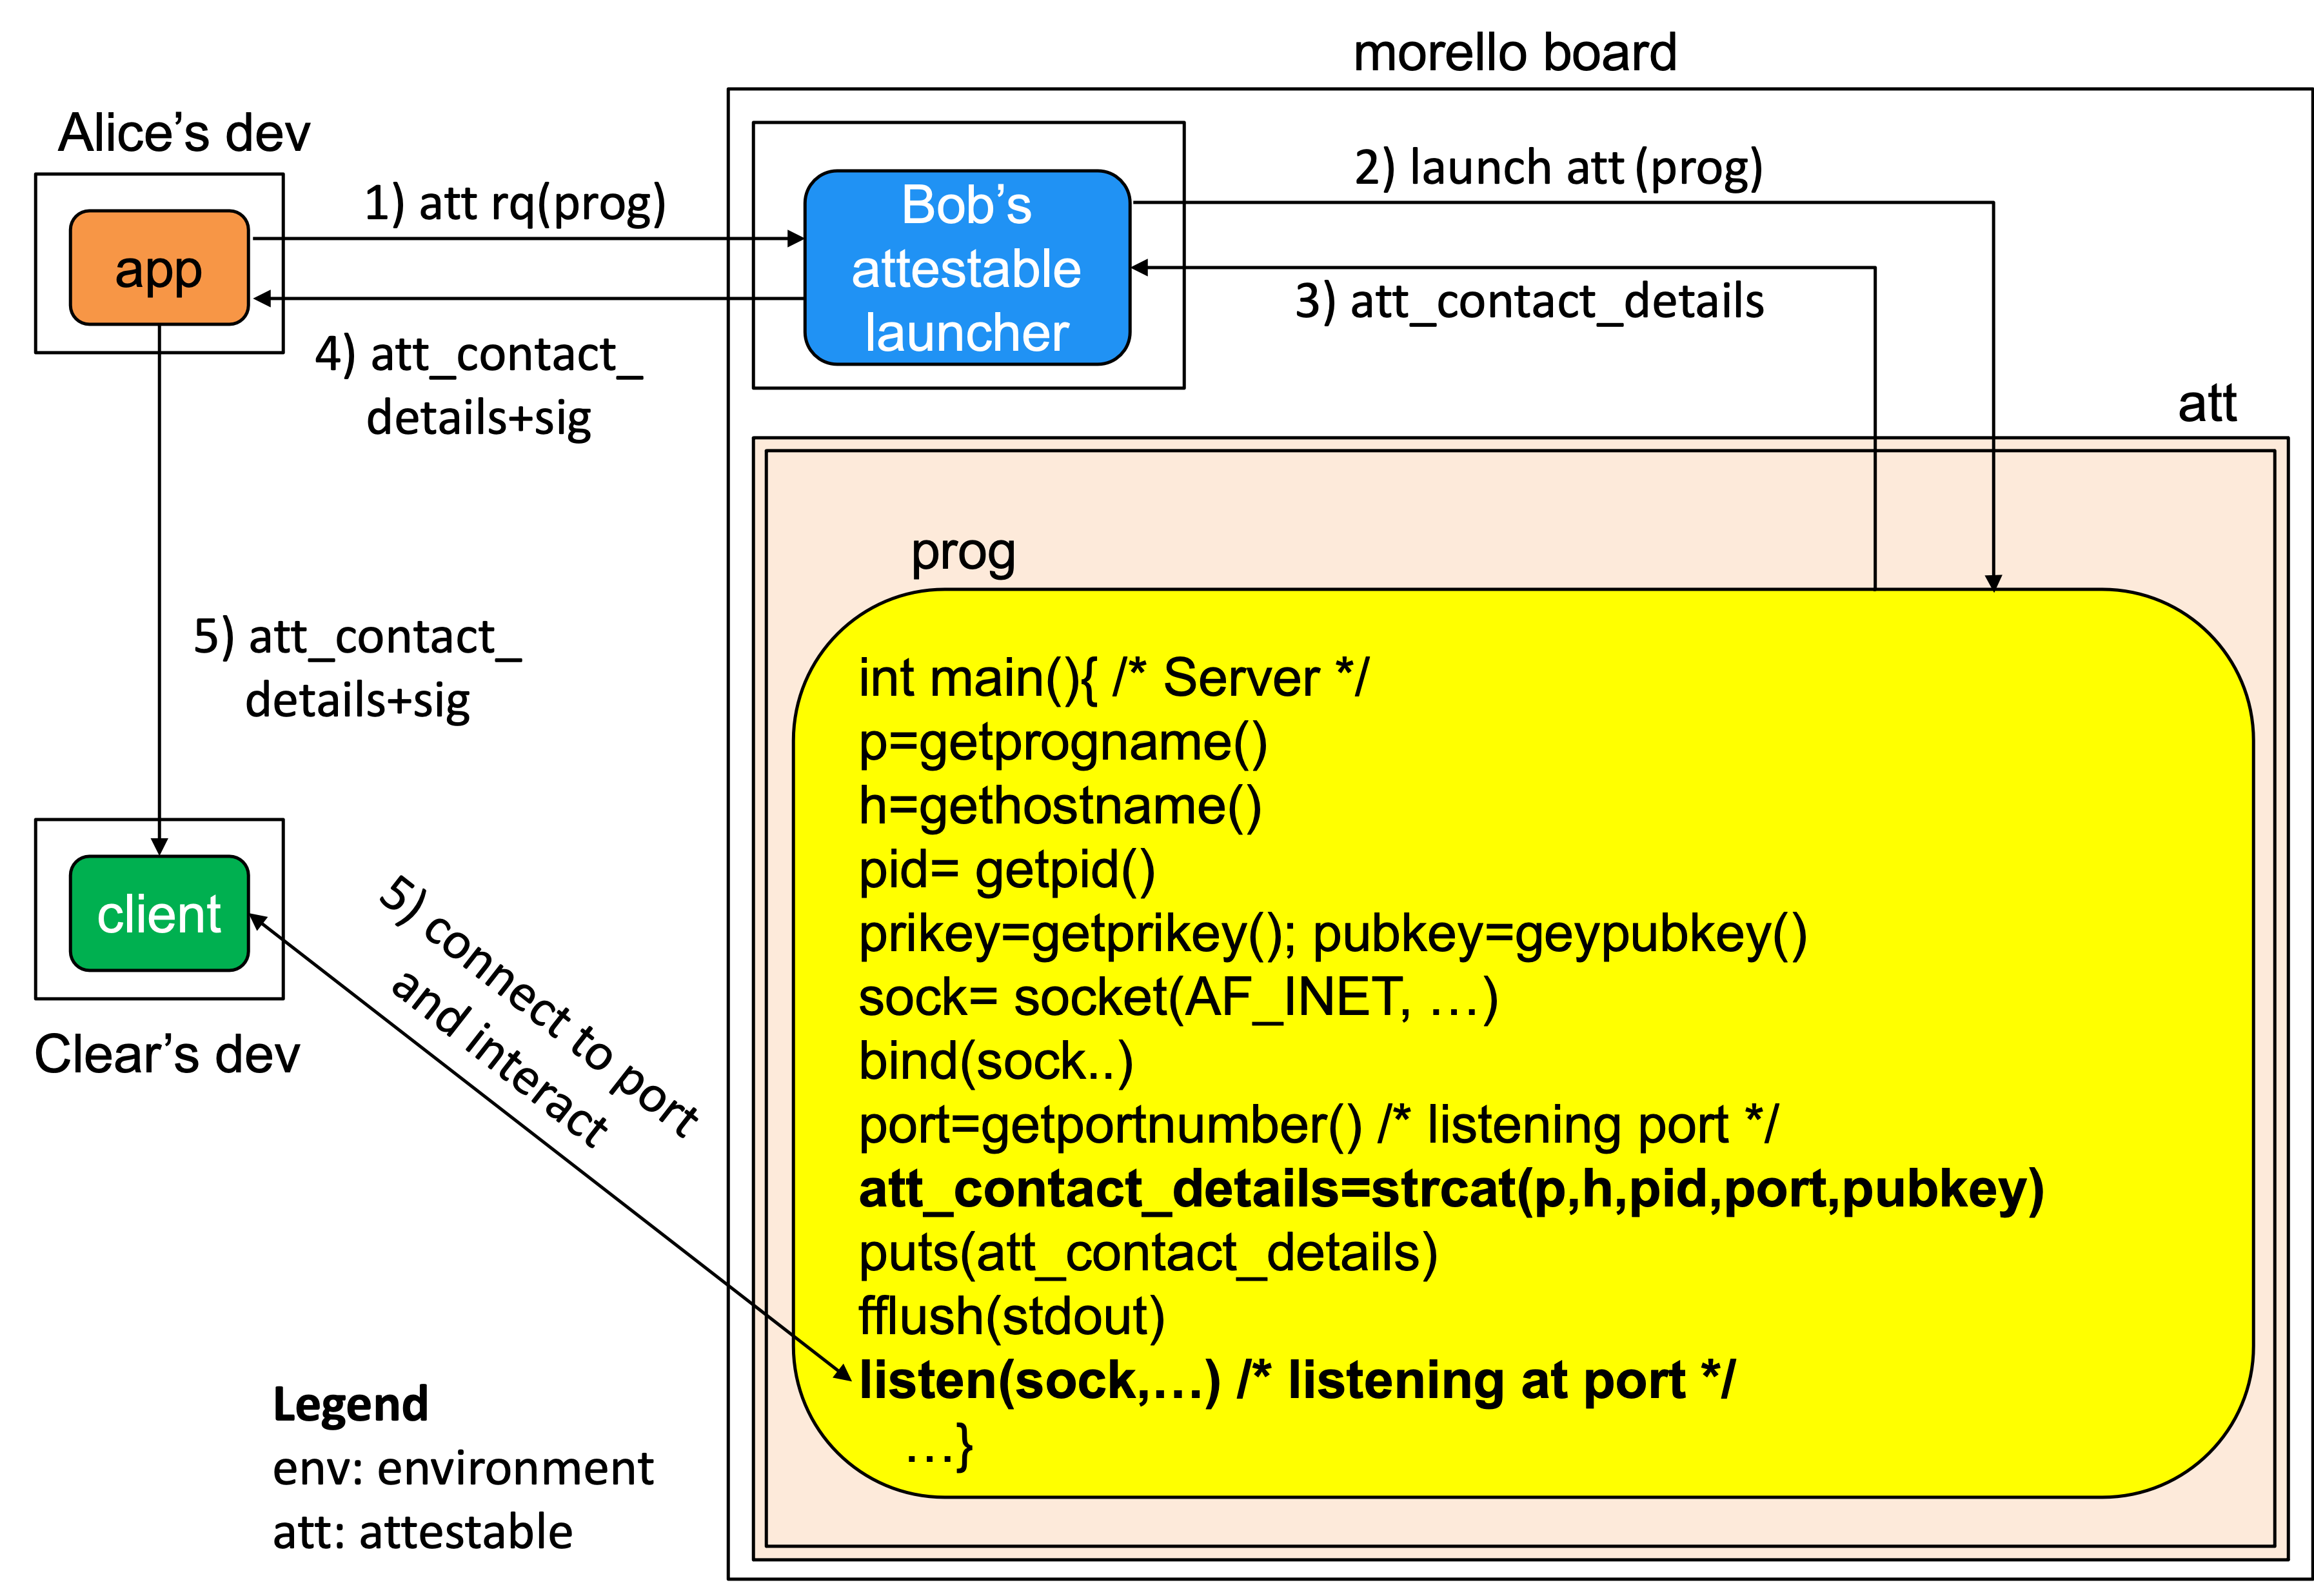 morello board
Alice’s dev
app
1) att rq(prog)
Bob’s
attestable
launcher
2) launch att (prog)
3) att_contact_details
4) att_contact_
details+sig
att
5) att_contact_
details+sig
client
Clear’s dev
5) connect to port
and interact
prog
int main(){ /* Server */
p=getprogname()
h=gethostname()
pid= getpid()
prikey=getprikey(); pubkey=geypubkey()
sock= socket(AF_INET, …)
bind(sock..)
port=getportnumber() /* listening port */
att_contact_details=strcat(p,h,pid,port,pubkey)
puts(att_contact_details)
fflush(stdout)
listen(sock,…) /* listening at port */
…}
Legend
env: environment
att: attestable